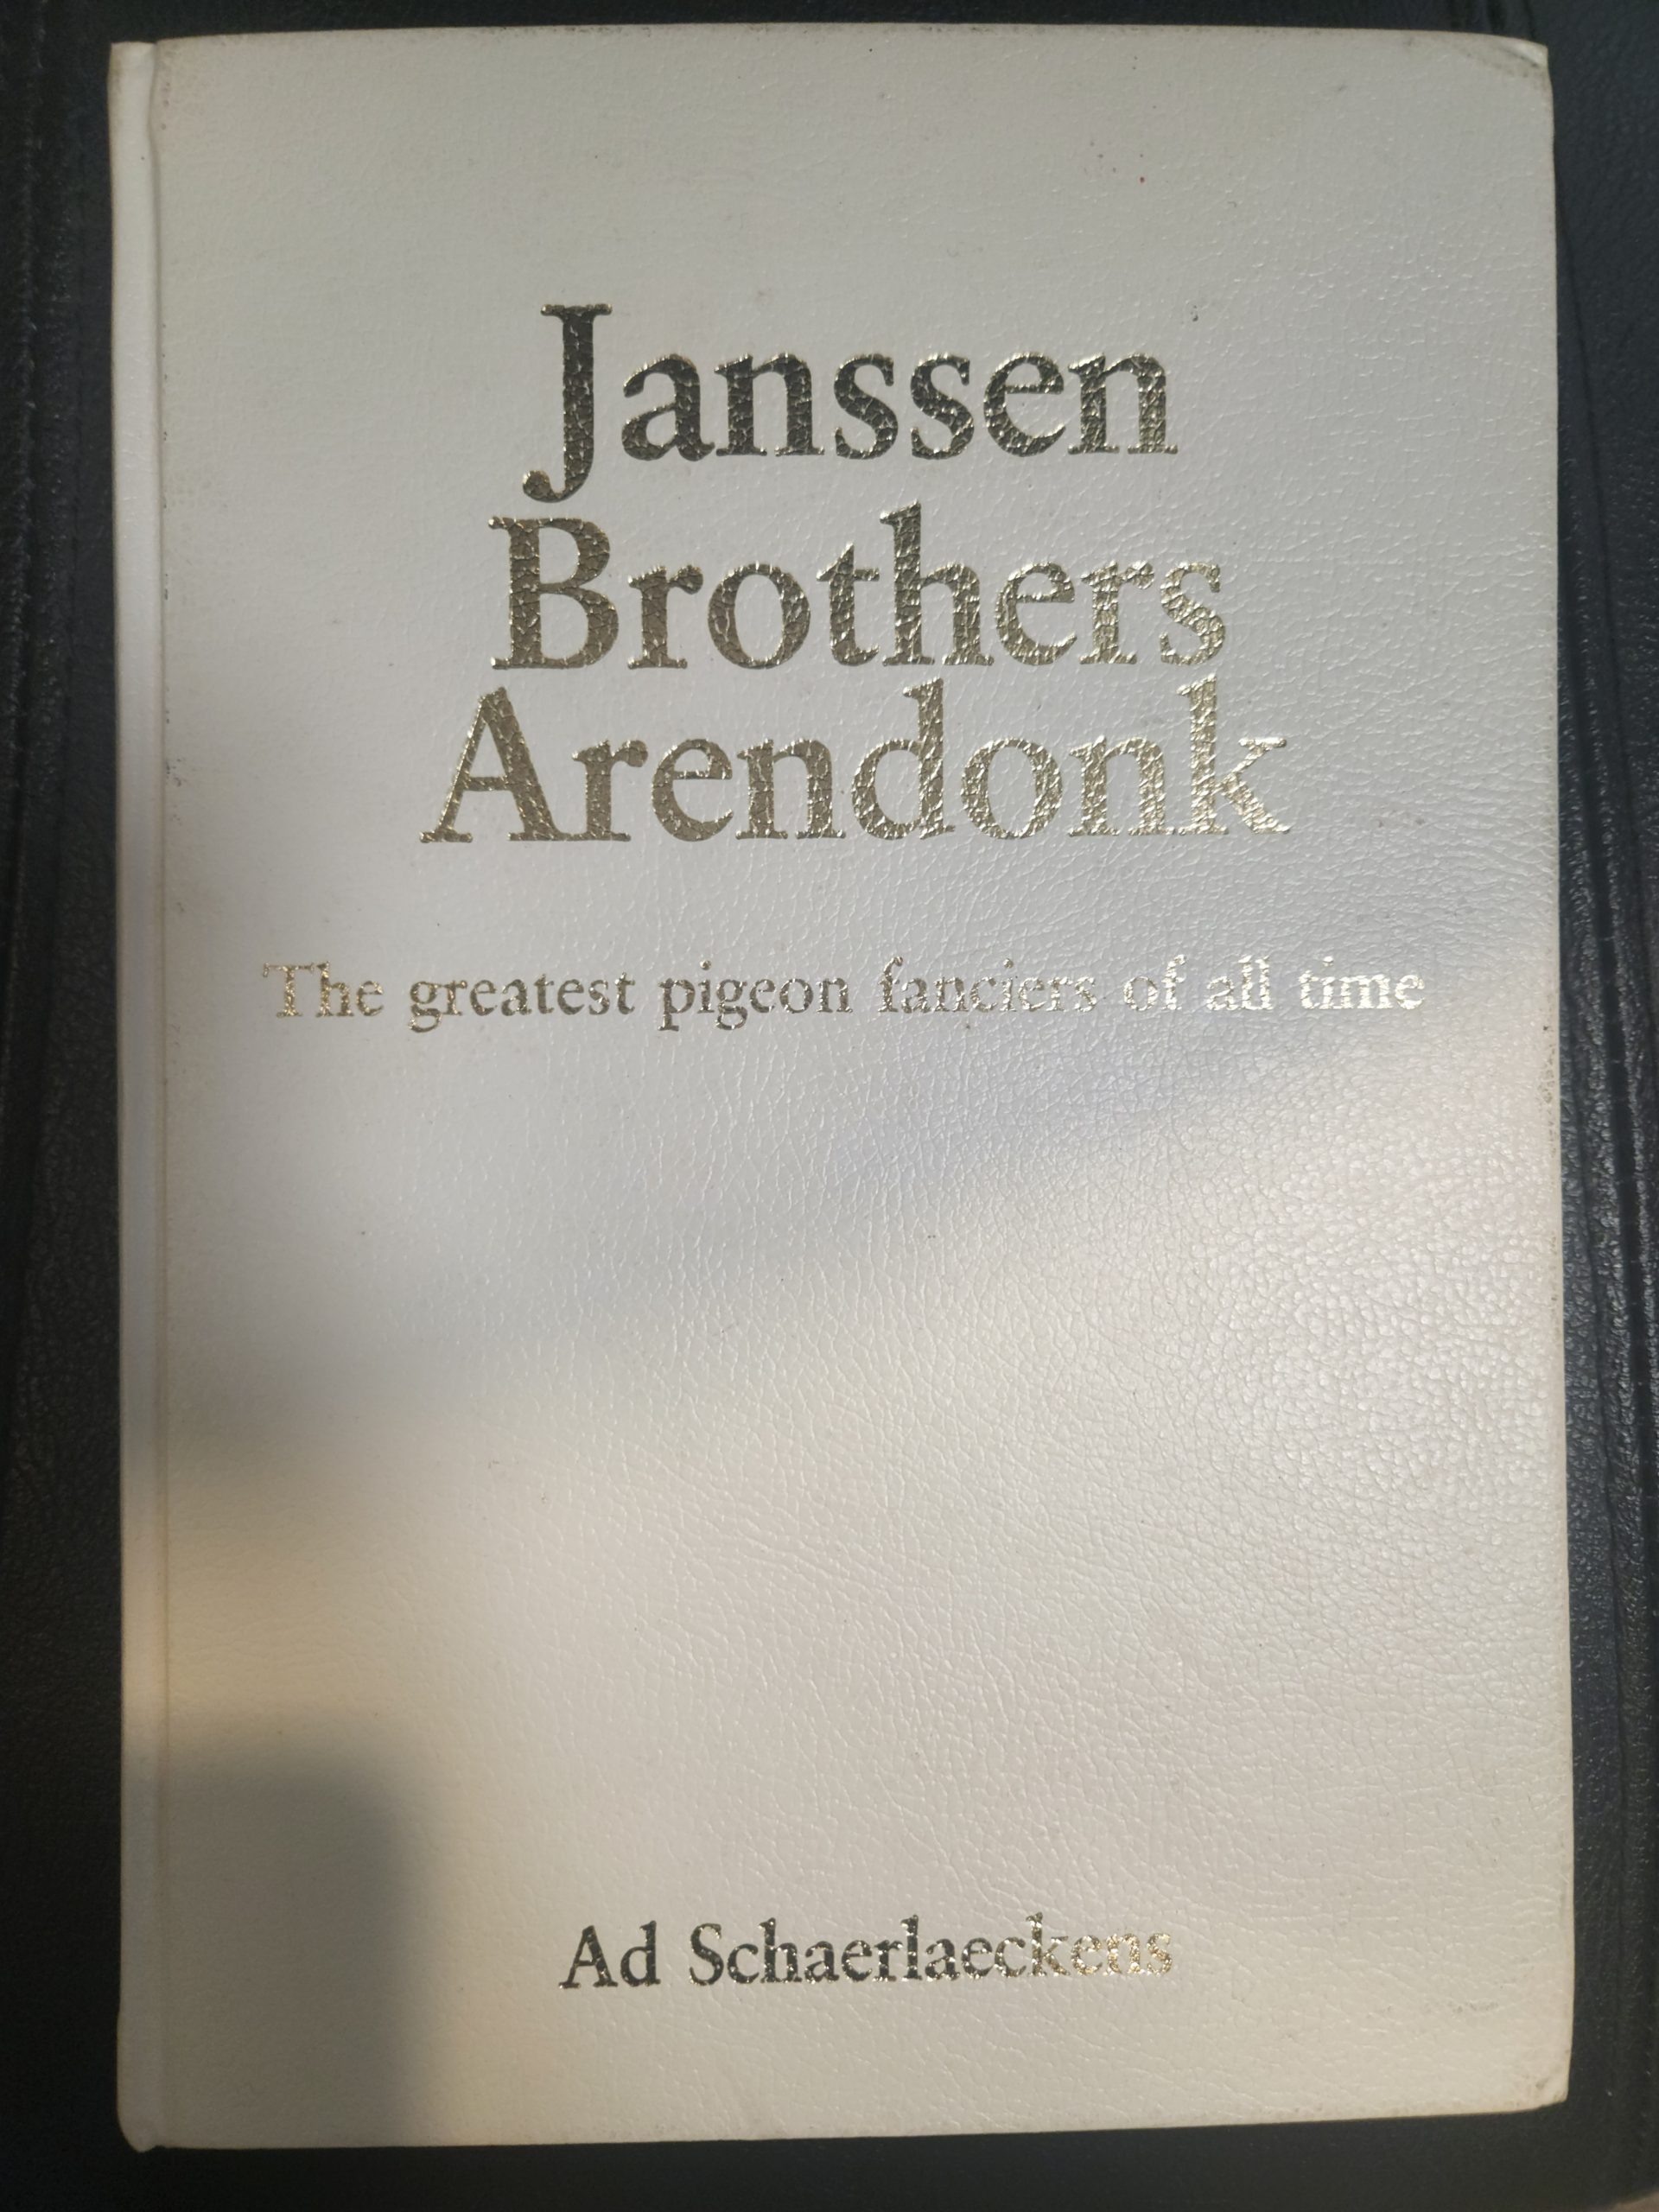 Janssen
Brothers
Arendonk
The greatest pigeon fanciers of all time
Ad Schaerlaeckens